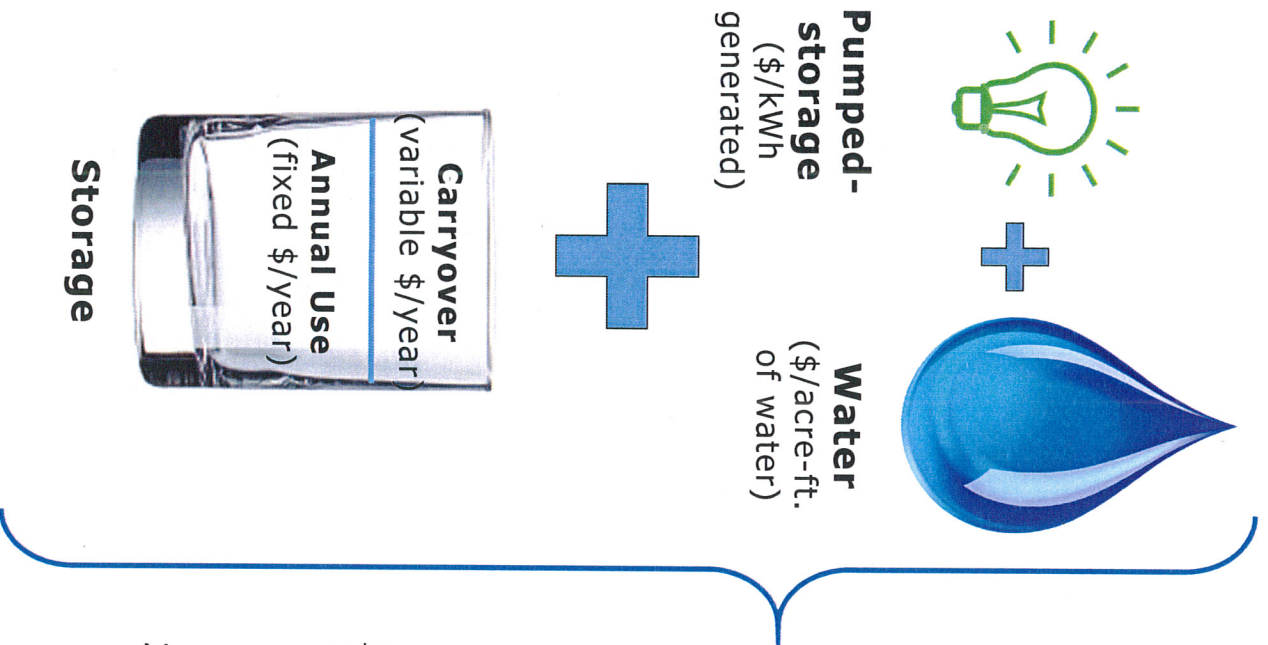 Pumped-
storage
($/kWh
generated)
Water
($/acre-ft.
of water)
Carryover
(variable $/year)
Annual Use
(fixed $/year)
Storage